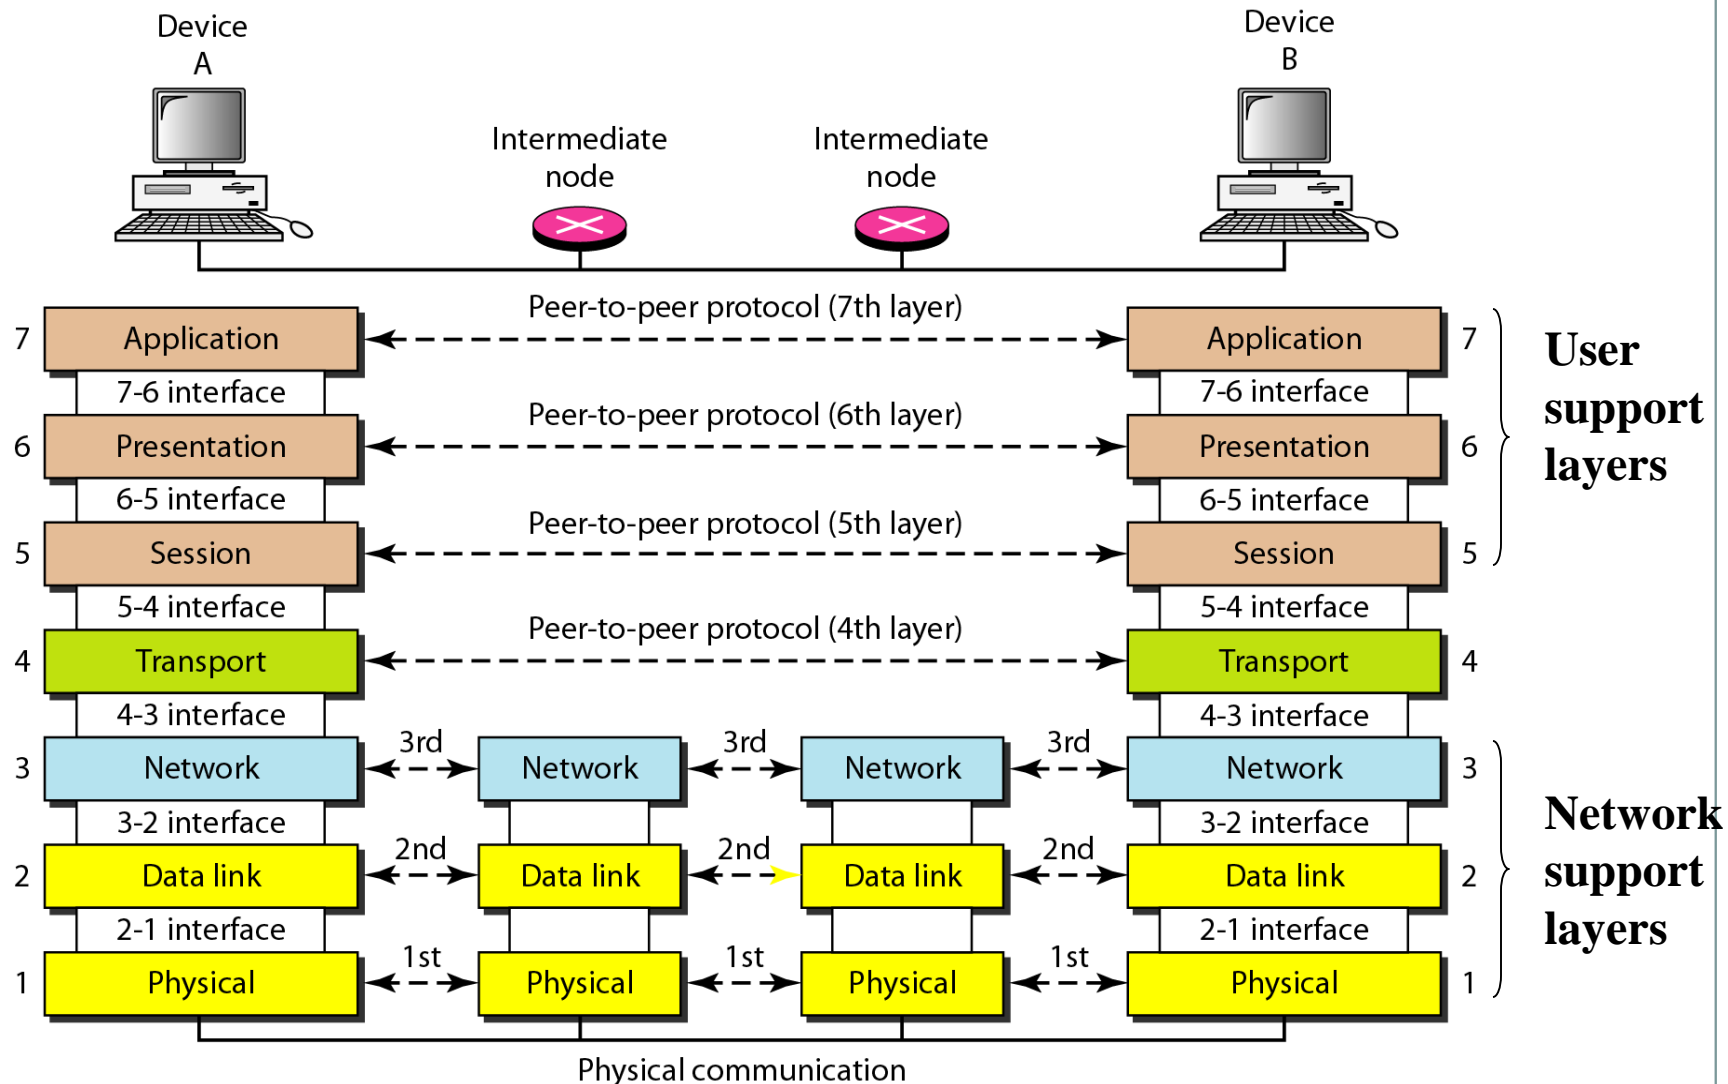 Device
A
Device
B
Intermediate
node
Intermediate
node
Peer-to-peer protocol (7th layer)
7 Application Application 7
7-6 interface 7-6 interface
Peer-to-peer protocol (6th layer)
6 Presentation Presentation 6
6-5 interface 6-5 interface
Peer-to-peer protocol (5th layer)
5 Session Session 5
5-4 interface 5-4 interface
Peer-to-peer protocol (4th layer)
4 Transport Transport 4
4-3 interface 4-3 interface
3rd 3rd 3rd
3 Network Network Network Network 3
3-2 interface 3-2 interface
2nd 2nd 2nd
2 Data link Data link Data link Data link 2
2-1 interface 2-1 interface
1st 1st 1st
1 Physical Physical Physical Physical 1
Physical communication
User
support
layers
Network
support
layers